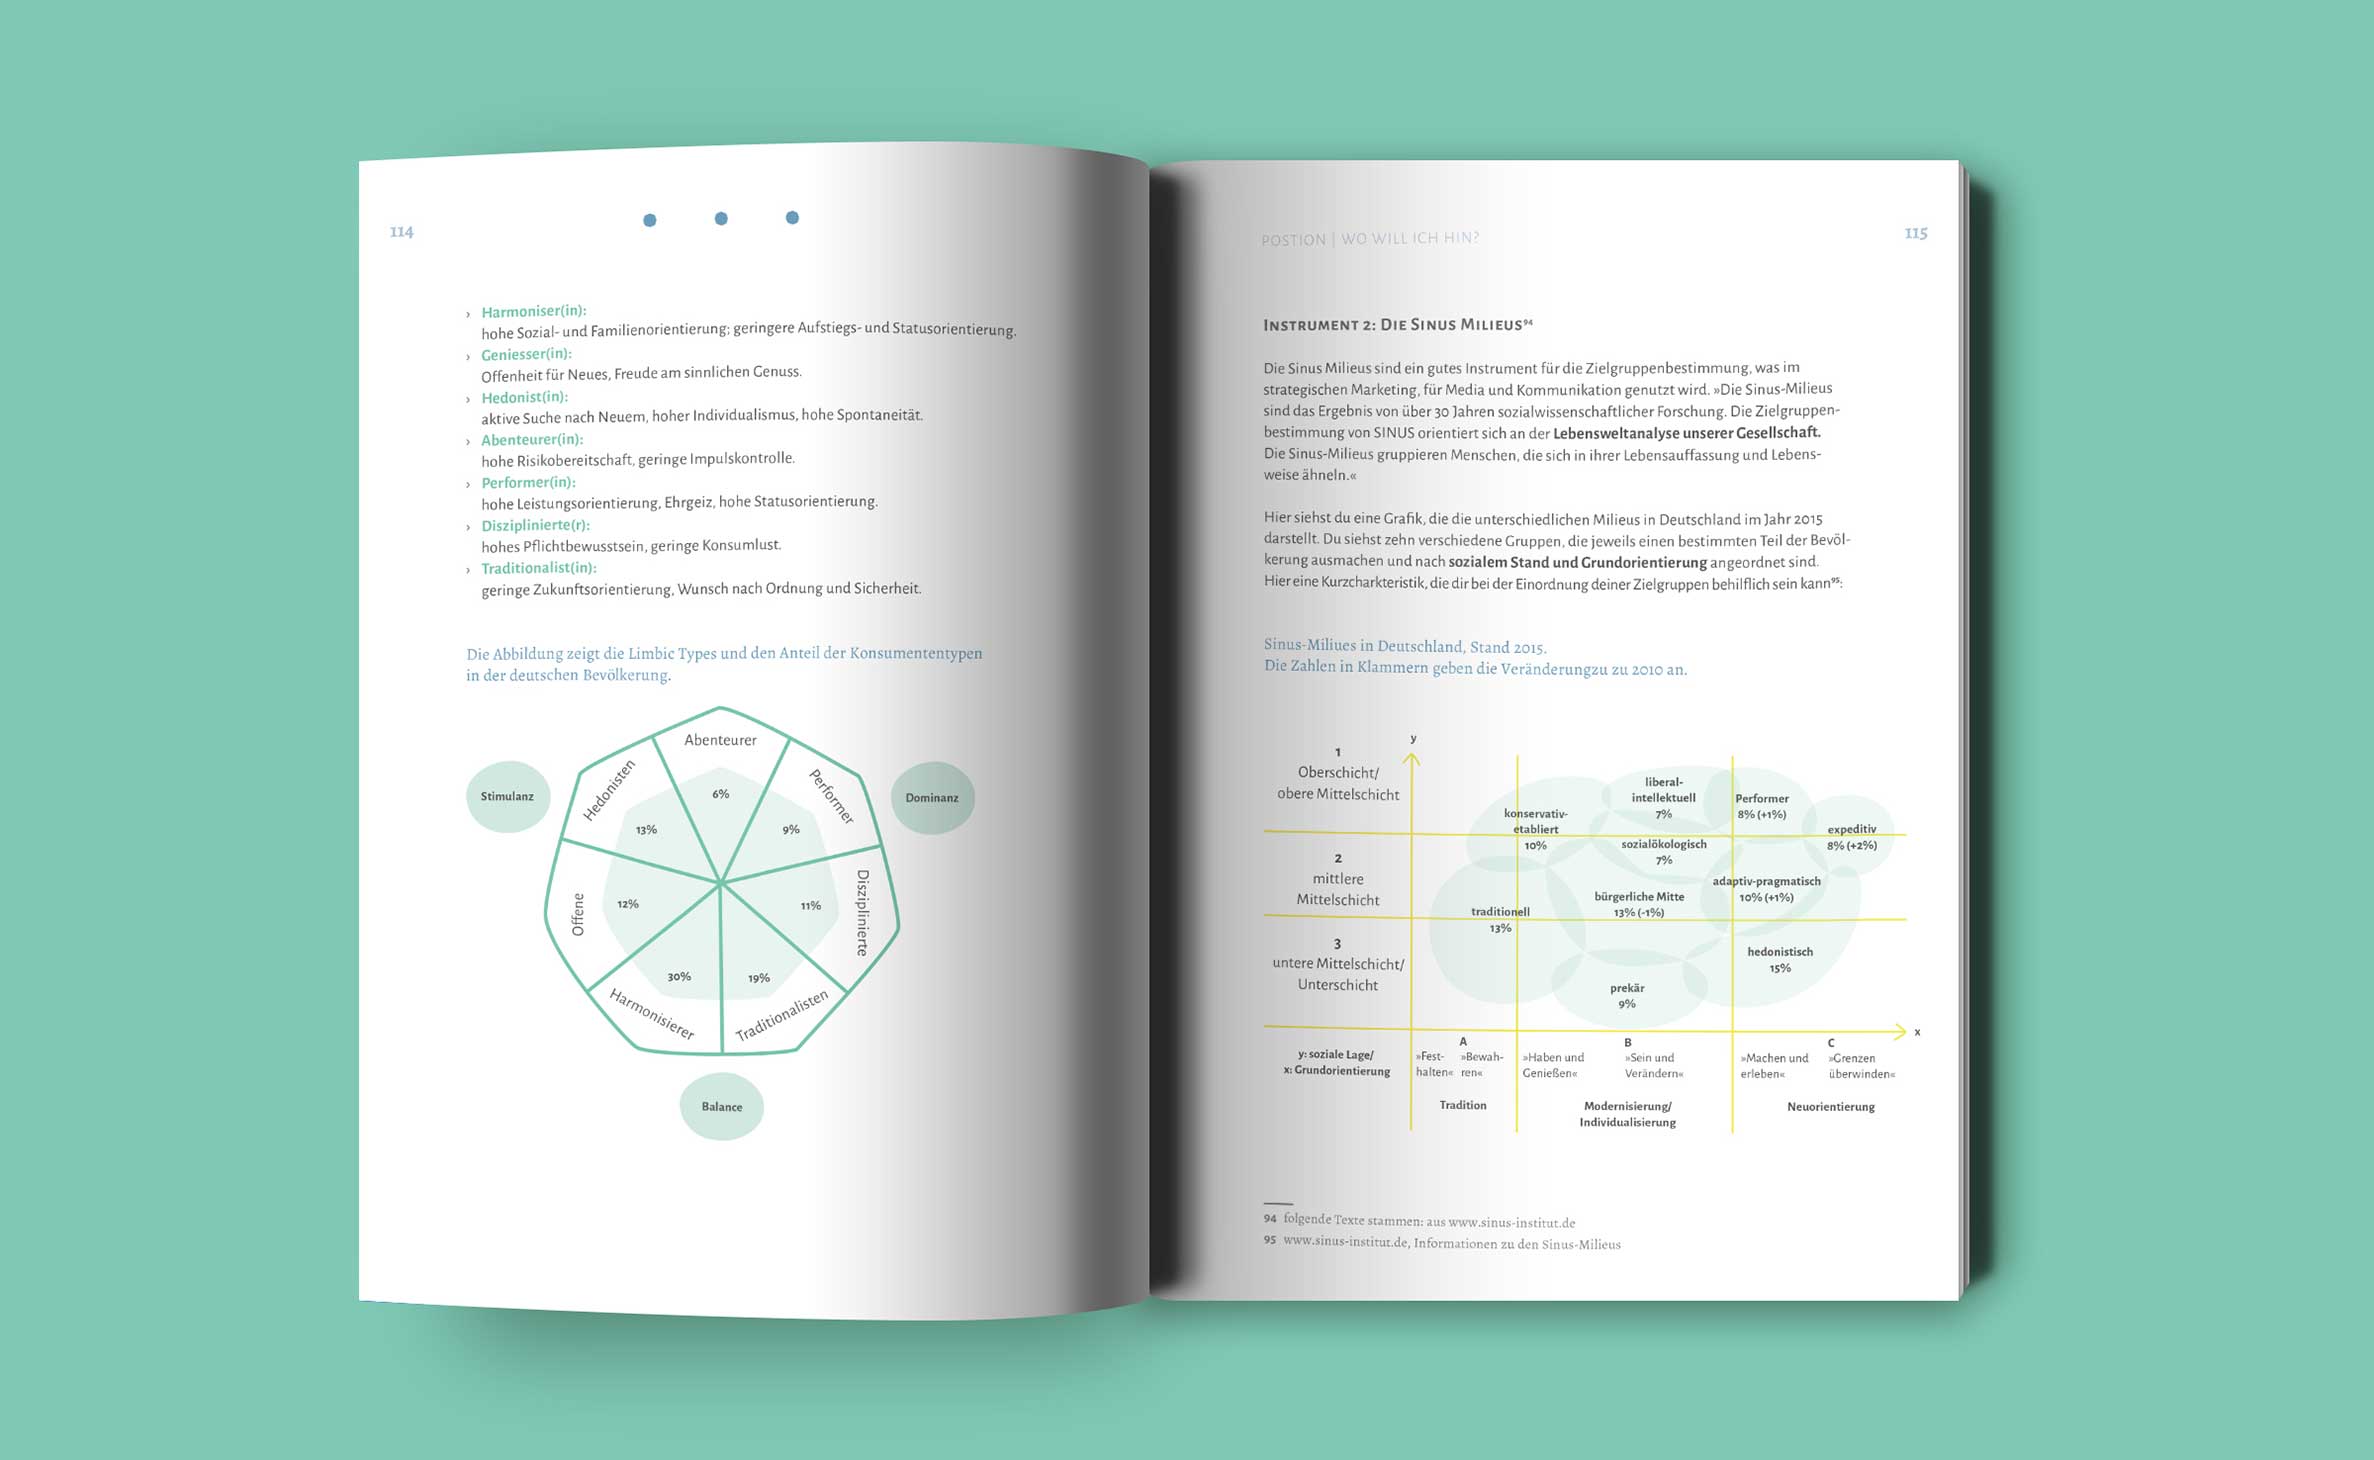 114
› Harmoniser(in):
hohe Sozial- und Familienorientierung; geringere Aufstiegs- und Statusorientierung.
› Geniesser(in):
Offenheit für Neues, Freude am sinnlichen Genuss.
› Hedonist(in):
aktive Suche nach Neuem, hoher Individualismus, hohe Spontaneität.
› Abenteurer(in):
hohe Risikobereitschaft, geringe Impulskontrolle.
› Performer(in):
hohe Leistungsorientierung, Ehrgeiz, hohe Statusorientierung.
› Disziplinierte(r):
hohes Pflichtbewusstsein, geringe Konsumlust.
› Traditionalist(in):
geringe Zukunftsorientierung, Wunsch nach Ordnung und Sicherheit.
Die Abbildung zeigt die Limbic Types und den Anteil der Konsumententypen
in der deutschen Bevölkerung.
Abenteurer
6%
Performer
9%
Disziplinierte
11%
Traditionalisten
19%
Harmonisierer
30%
Offene
12%
Hedonisten
13%
Stimulanz
Dominanz
Balance
POSTION | WO WILL ICH HIN?
115
INSTRUMENT 2: DIE SINUS MILIEUS94
Die Sinus Milieus sind ein gutes Instrument für die Zielgruppenbestimmung, was im
strategischen Marketing, für Media und Kommunikation genutzt wird. »Die Sinus-Milieus
sind das Ergebnis von über 30 Jahren sozialwissenschaftlicher Forschung. Die Zielgruppen-
bestimmung von SINUS orientiert sich an der Lebensweltanalyse unserer Gesellschaft.
Die Sinus-Milieus gruppieren Menschen, die sich in ihrer Lebensauffassung und Lebens-
weise ähneln.«
Hier siehst du eine Grafik, die die unterschiedlichen Milieus in Deutschland im Jahr 2015
darstellt. Du siehst zehn verschiedene Gruppen, die jeweils einen bestimmten Teil der Bevöl-
kerung ausmachen und nach sozialem Stand und Grundorientierung angeordnet sind.
Hier eine Kurzcharkteristik, die dir bei der Einordnung deiner Zielgruppen behilflich sein kann95:
Sinus-Miliues in Deutschland, Stand 2015.
Die Zahlen in Klammern geben die Veränderungzu zu 2010 an.
y
1
Oberschicht/
obere Mittelschicht
2
mittlere
Mittelschicht
3
untere Mittelschicht/
Unterschicht
konservativ-
etabliert
10%
liberal-
intellektuell
7%
Performer
8% (+1%)
expeditiv
8% (+2%)
sozialökologisch
7%
adaptiv-pragmatisch
10% (+1%)
bürgerliche Mitte
13% (-1%)
traditionell
13%
hedonistisch
15%
prekär
9%
x
y: soziale Lage/
x: Grundorientierung
A
»Fest-
halten«
»Bewah-
ren«
Tradition
B
»Haben und
Genießen«
»Sein und
Verändern«
Modernisierung/
Individualisierung
C
»Machen und
erleben«
»Grenzen
überwinden«
Neuorientierung
94 folgende Texte stammen: aus www.sinus-institut.de
95 www.sinus-institut.de, Informationen zu den Sinus-Milieus